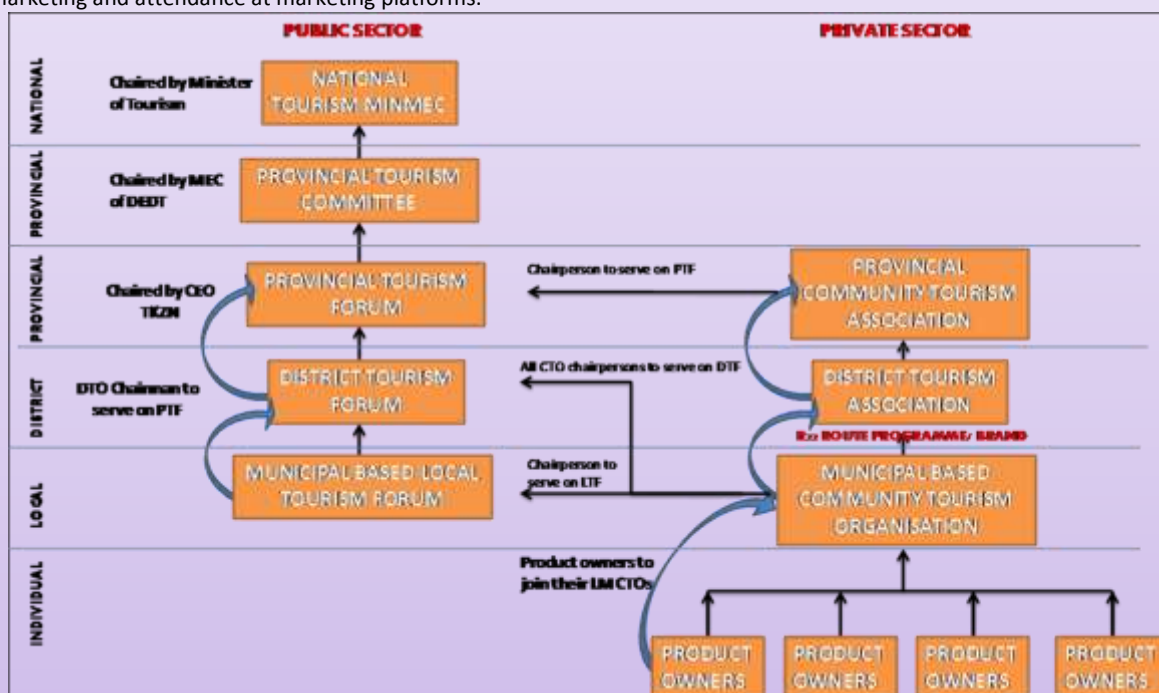 marketing and attendance at marketing platforms.
PUBLIC SECTOR
PRIVATE SECTOR
NATIONAL
Chaired by Minister
of Tourism
NATIONAL
TOURISM MINMEC
PROVINCIAL
Chaired by MEC
of DEDT
PROVINCIAL TOURISM
COMMITTEE
PROVINCIAL
Chaired by CEO
TKZN
PROVINCIAL TOURISM
FORUM
Chairperson to serve on PTF
PROVINCIAL
COMMUNITY TOURISM
ASSOCIATION
DISTRICT
DTO Chairman to
serve on PTF
DISTRICT TOURISM
FORUM
All CTO chairpersons to serve on DTF
DISTRICT TOURISM
ASSOCIATION
ROUTE PROGRAMME/ BRAND
LOCAL
MUNICIPAL BASED LOCAL
TOURISM FORUM
Chairperson to
serve on LTF
MUNICIPAL BASED
COMMUNITY TOURISM
ORGANISATION
INDIVIDUAL
Product owners to
join their LM CTOs
PRODUCT
OWNERS
PRODUCT
OWNERS
PRODUCT
OWNERS
PRODUCT
OWNERS